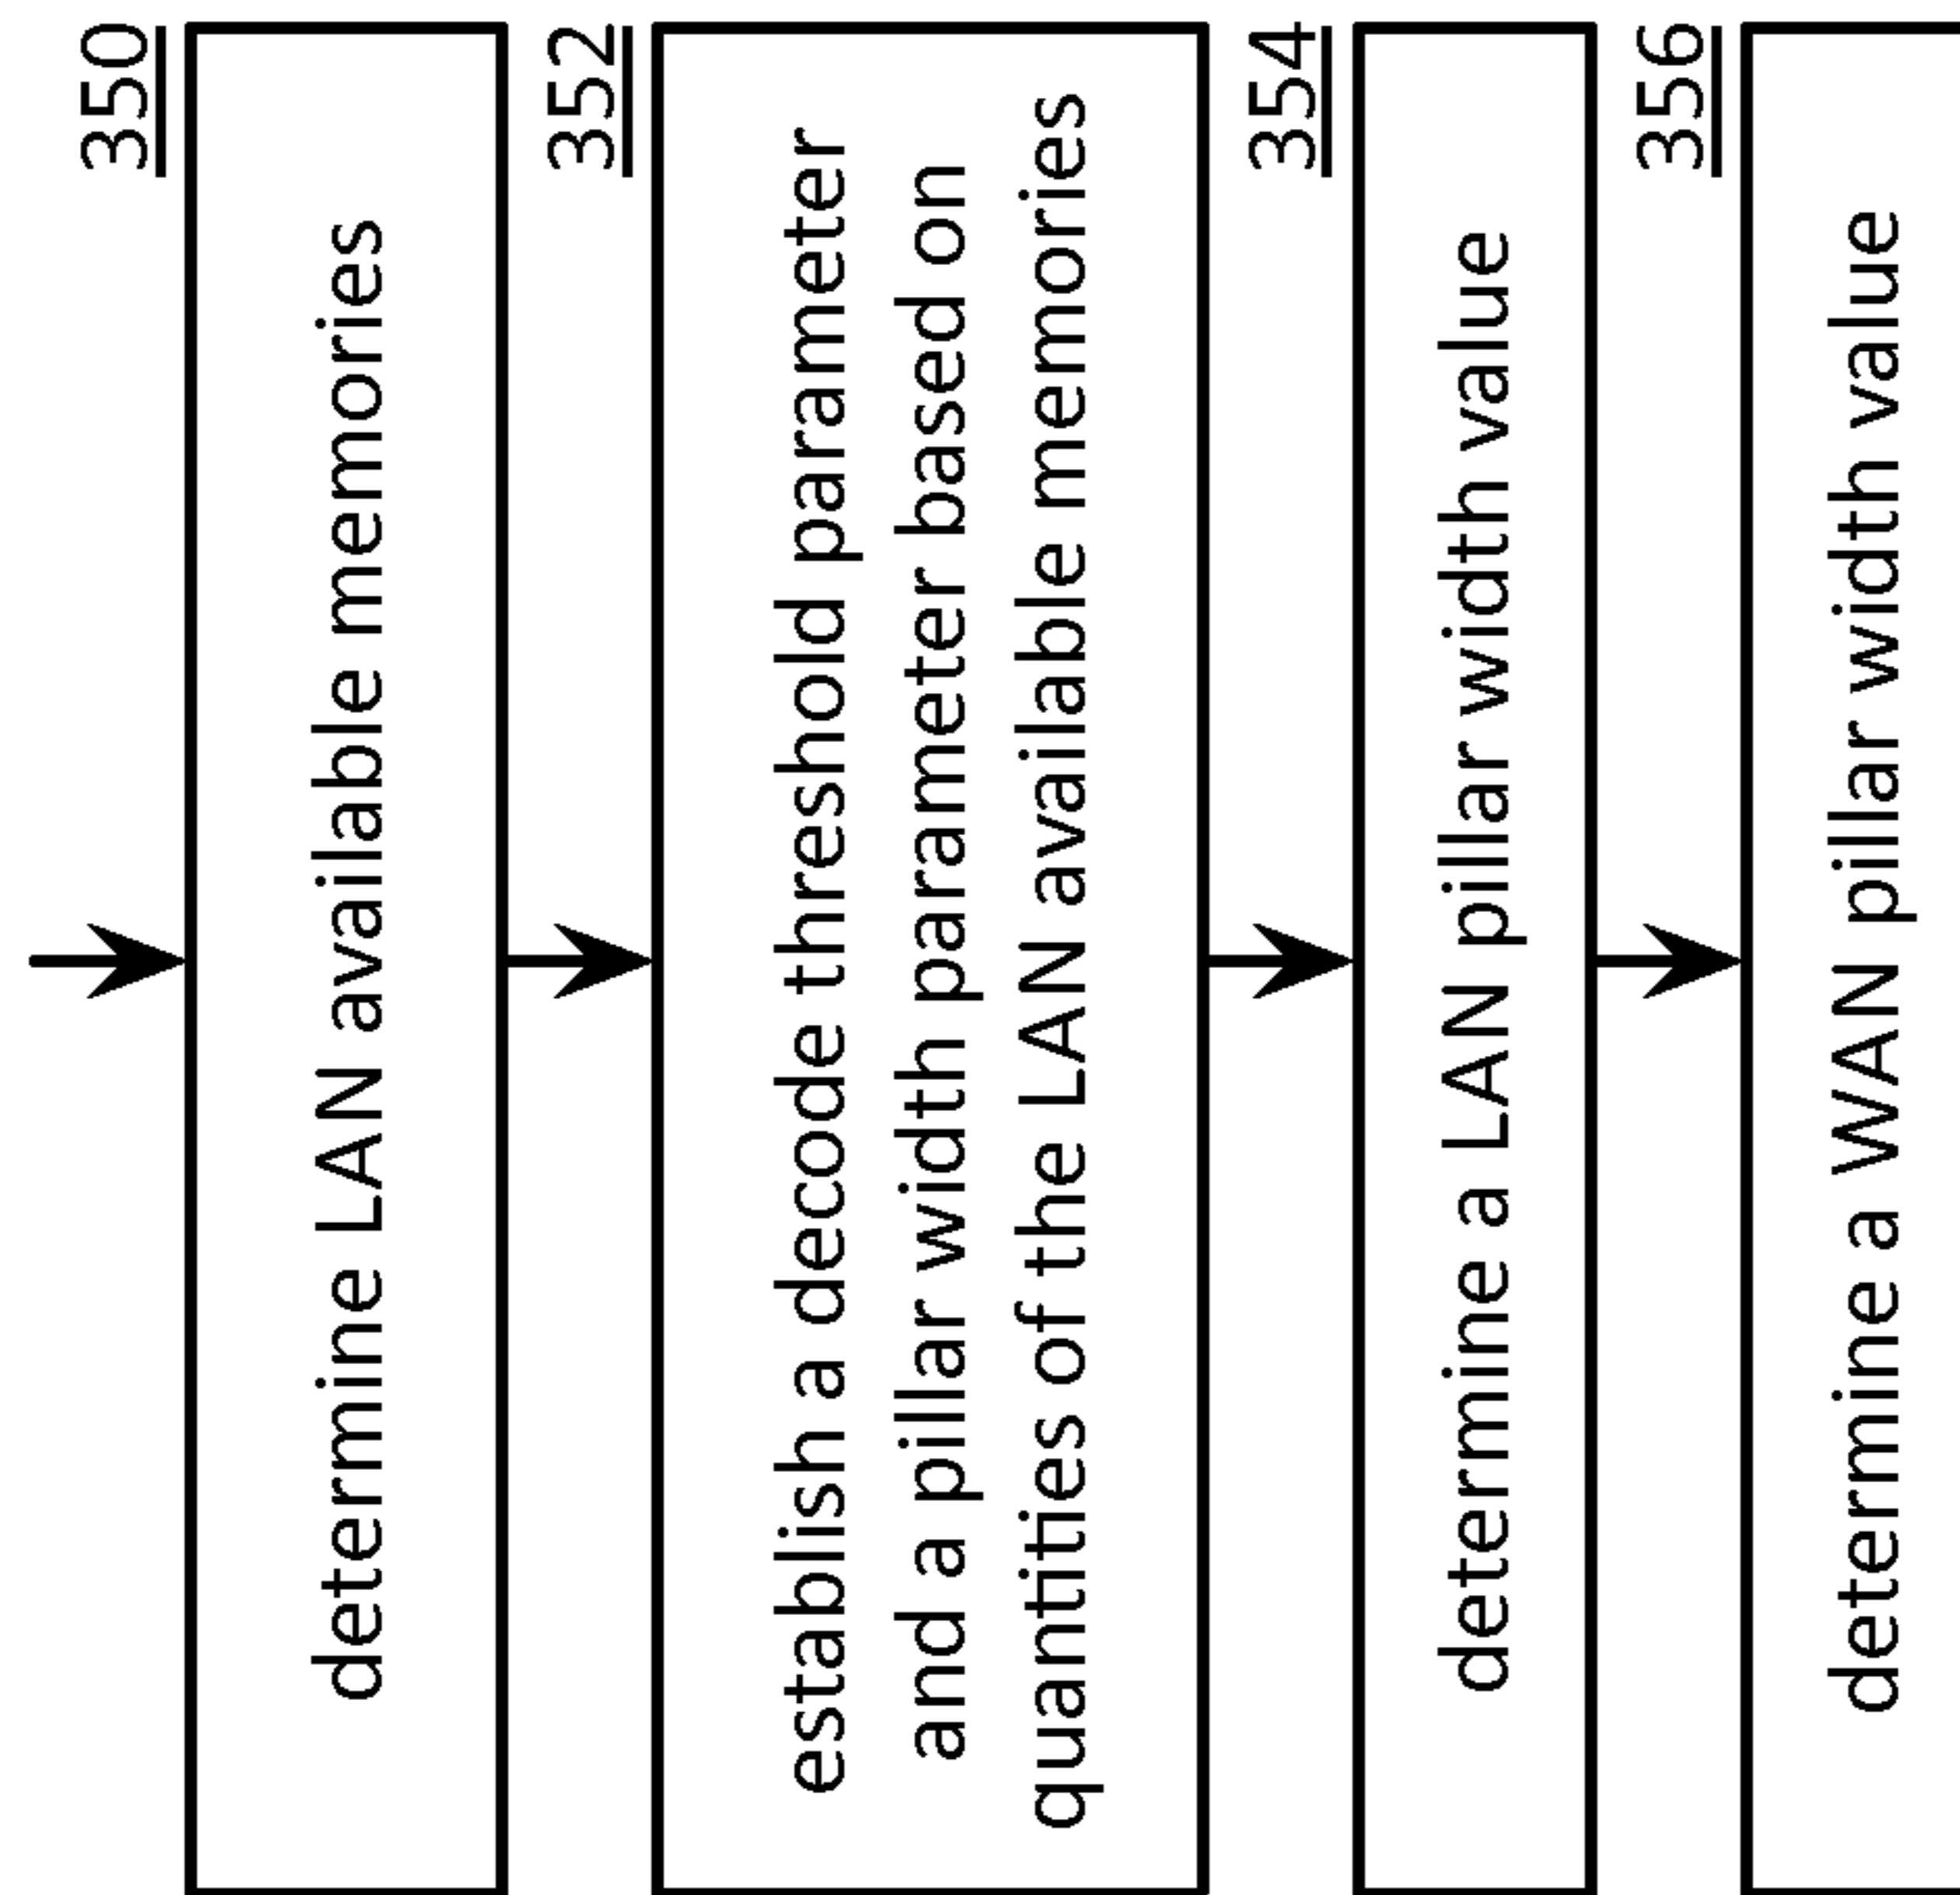 350
determine LAN available memories
352
establish a decode threshold parameter
and a pillar width parameter based on
quantities of the LAN available memories
354
determine a LAN pillar width value
356
determine a WAN pillar width value